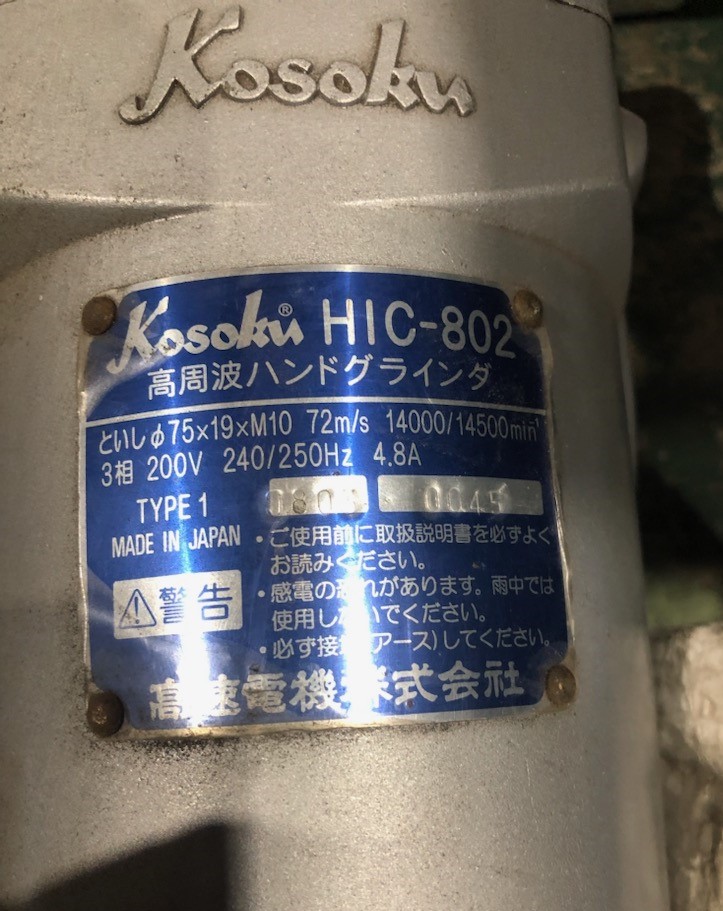 Kosoku
Kosoku® HIC-802
高周波ハンドグラインダ
といしφ75×19×M10 72m/s 14000/14500min⁻¹
3相 200V 240/250Hz 4.8A
TYPE 1 0045
MADE IN JAPAN
・ご使用前に取扱説明書を必ずよく
お読みください。
⚠警告
・感電の恐れがあります。雨中では
使用しないでください。
・必ず接地(アース)してください。
高速電機株式会社